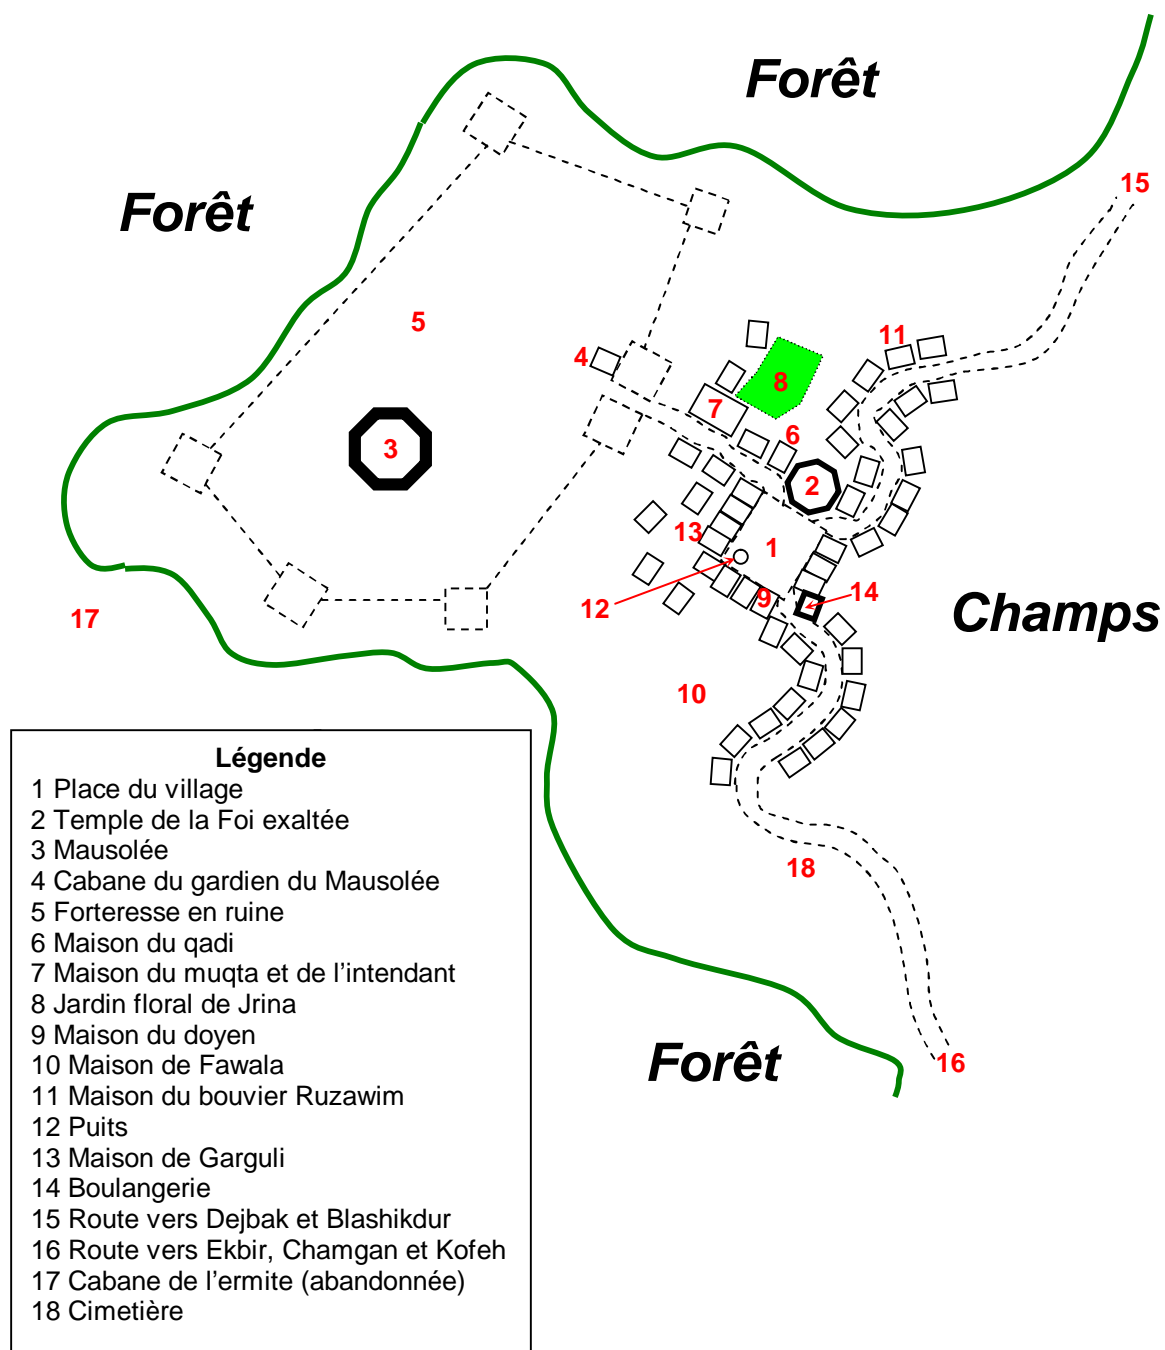 Forêt
Forêt
15
5
11
4
8
7
6
3
2
13
1
12
9
14
17
Champs
10
18
Forêt
16
Légende
1 Place du village
2 Temple de la Foi exaltée
3 Mausolée
4 Cabane du gardien du Mausolée
5 Forteresse en ruine
6 Maison du qadi
7 Maison du muqta et de l'intendant
8 Jardin floral de Jrina
9 Maison du doyen
10 Maison de Fawala
11 Maison du bouvier Ruzawim
12 Puits
13 Maison de Garguli
14 Boulangerie
15 Route vers Dejbak et Blashikdur
16 Route vers Ekbir, Chamgan et Kofeh
17 Cabane de l'ermite (abandonnée)
18 Cimetière